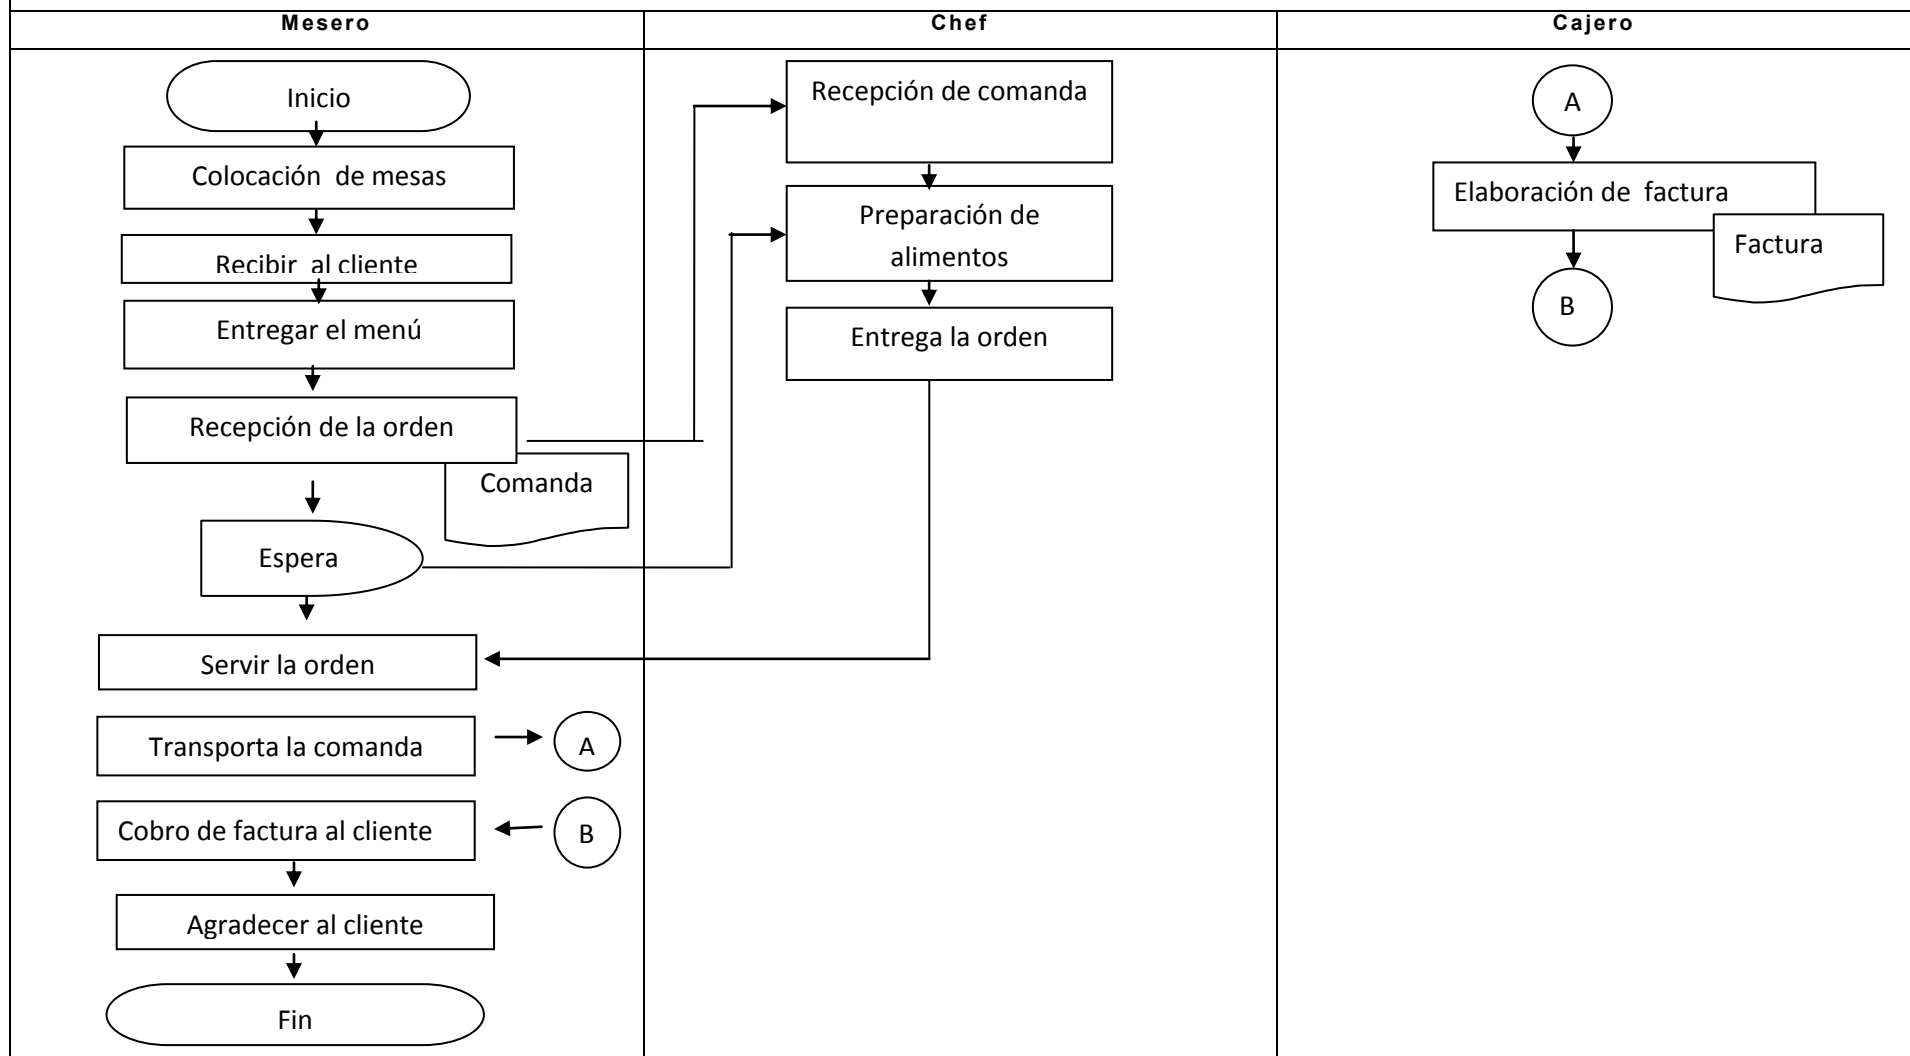 Mesero
Chef
Cajero
Inicio
Colocación de mesas
Recibir al cliente
Entregar el menú
Recepción de la orden
Comanda
Espera
Servir la orden
Transporta la comanda
A
Cobro de factura al cliente
B
Agradecer al cliente
Fin
Recepción de comanda
Preparación de
alimentos
Entrega la orden
A
Elaboración de factura
Factura
B